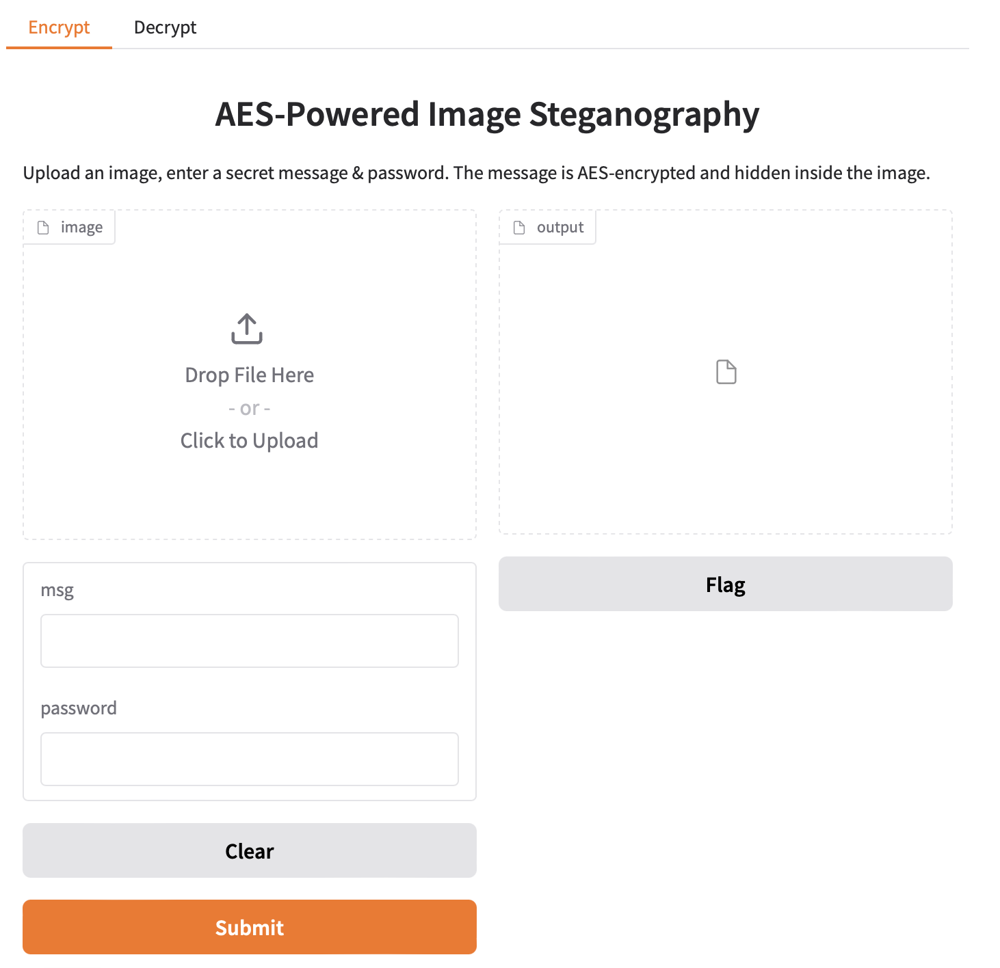 Encrypt
Decrypt
AES-Powered Image Steganography
Upload an image, enter a secret message & password. The message is AES-encrypted and hidden inside the image.
image
Drop File Here
- or -
Click to Upload
output
msg
password
Clear
Submit
Flag